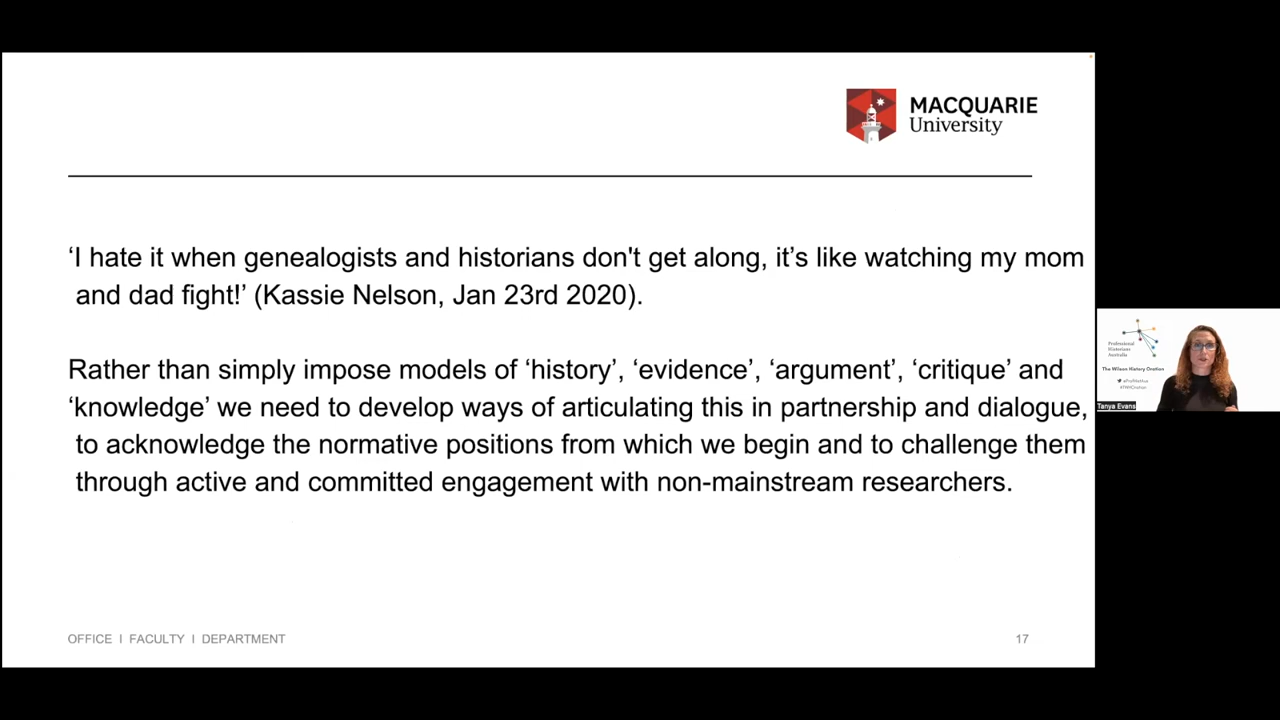 MACQUARIE
University
‘I hate it when genealogists and historians don't get along, it’s like watching my mom
and dad fight!’ (Kassie Nelson, Jan 23rd 2020).
Rather than simply impose models of ‘history’, ‘evidence’, ‘argument’, ‘critique’ and
‘knowledge’ we need to develop ways of articulating this in partnership and dialogue,
to acknowledge the normative positions from which we begin and to challenge them
through active and committed engagement with non-mainstream researchers.
OFFICE I FACULTY I DEPARTMENT
17
Professional
Historians
Australia
The Wilson History Oration
Tanya Evans